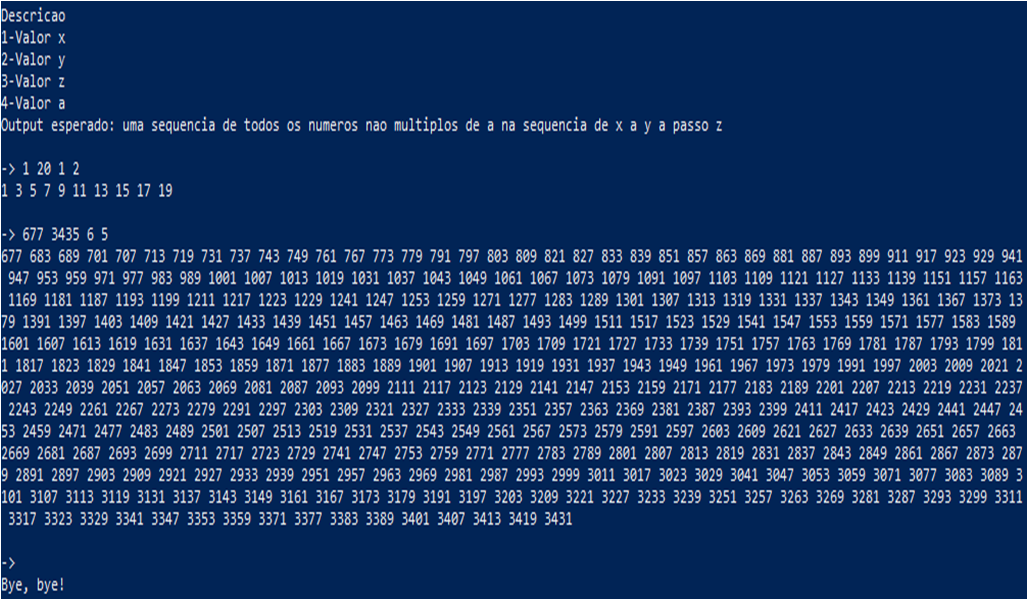 Descricao
1-Valor x
2-Valor y
3-Valor z
4-Valor a
Output esperado: uma sequencia de todos os numeros nao multiplos de a na sequencia de x a y a passo z
-> 1 20 1 2
1 3 5 7 9 11 13 15 17 19
-> 677 3435 6 5
677 683 689 701 707 713 719 731 737 743 749 761 767 773 779 791 797 803 809 821 827 833 839 851 857 863 869 881 887 893 899 911 917 923 929 941
947 953 959 971 977 983 989 1001 1007 1013 1019 1031 1037 1043 1049 1061 1067 1073 1079 1091 1097 1103 1109 1121 1127 1133 1139 1151 1157 1163
1169 1181 1187 1193 1199 1211 1217 1223 1229 1241 1247 1253 1259 1271 1277 1283 1289 1301 1307 1313 1319 1331 1337 1343 1349 1361 1367 1373 13
79 1391 1397 1403 1409 1421 1427 1433 1439 1451 1457 1463 1469 1481 1487 1493 1499 1511 1517 1523 1529 1541 1547 1553 1559 1571 1577 1583 1589
1601 1607 1613 1619 1631 1637 1643 1649 1661 1667 1673 1679 1691 1697 1703 1709 1721 1727 1733 1739 1751 1757 1763 1769 1781 1787 1793 1799 181
1 1817 1823 1829 1841 1847 1853 1859 1871 1877 1883 1889 1901 1907 1913 1919 1931 1937 1943 1949 1961 1967 1973 1979 1991 1997 2003 2009 2021 2
027 2033 2039 2051 2057 2063 2069 2081 2087 2093 2099 2111 2117 2123 2129 2141 2147 2153 2159 2171 2177 2183 2189 2201 2207 2213 2219 2231 2237
2243 2249 2261 2267 2273 2279 2291 2297 2303 2309 2321 2327 2333 2339 2351 2357 2363 2369 2381 2387 2393 2399 2411 2417 2423 2429 2441 2447 24
53 2459 2471 2477 2483 2489 2501 2507 2513 2519 2531 2537 2543 2549 2561 2567 2573 2579 2591 2597 2603 2609 2621 2627 2633 2639 2651 2657 2663
2669 2681 2687 2693 2699 2711 2717 2723 2729 2741 2747 2753 2759 2771 2777 2783 2789 2801 2807 2813 2819 2831 2837 2843 2849 2861 2867 2873 287
9 2891 2897 2903 2909 2921 2927 2933 2939 2951 2957 2963 2969 2981 2987 2993 2999 3011 3017 3023 3029 3041 3047 3053 3059 3071 3077 3083 3089 3
101 3107 3113 3119 3131 3137 3143 3149 3161 3167 3173 3179 3191 3197 3203 3209 3221 3227 3233 3239 3251 3257 3263 3269 3281 3287 3293 3299 3311
3317 3323 3329 3341 3347 3353 3359 3371 3377 3383 3389 3401 3407 3413 3419 3431
->
Bye, bye!